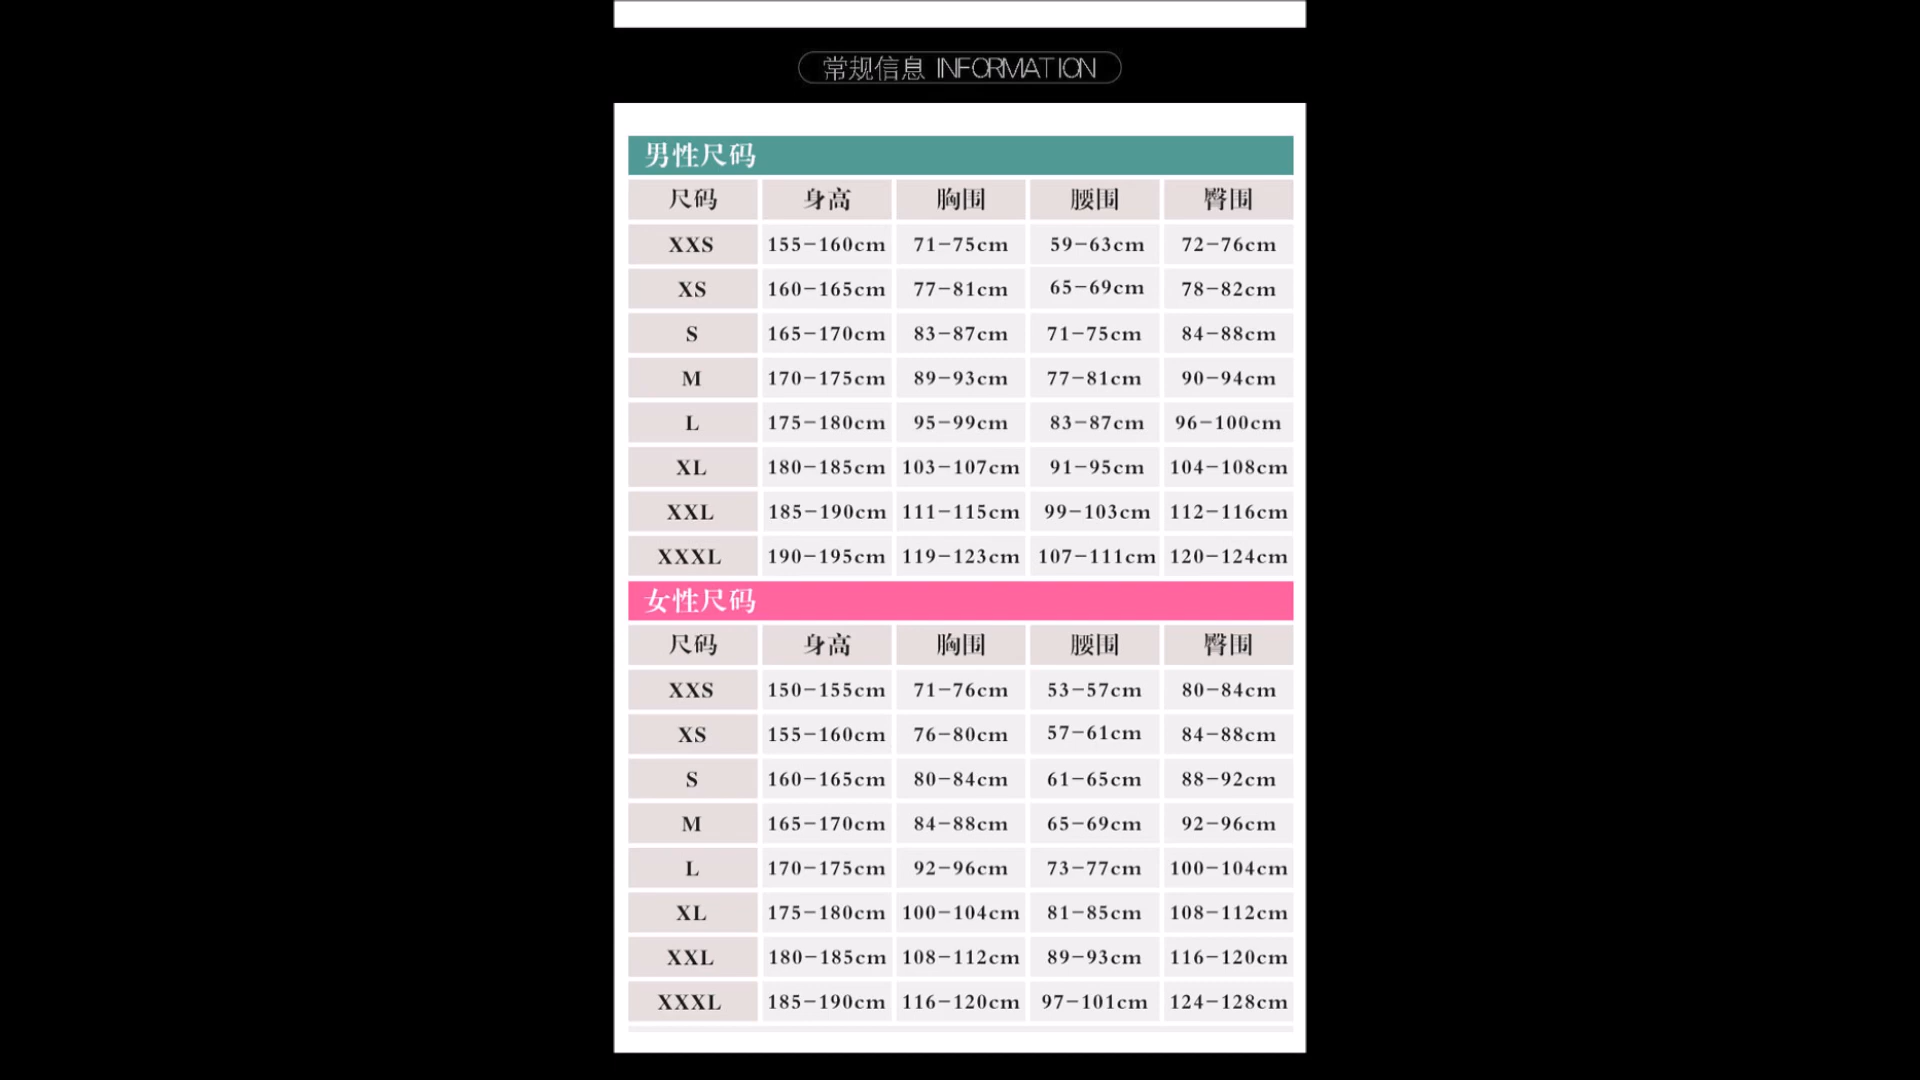 常规信息 INFORMATION
男性尺码
尺码 身高 胸围 腰围 臀围
XXS 155-160cm 71-75cm 59-63cm 72-76cm
XS 160-165cm 77-81cm 65-69cm 78-82cm
S 165-170cm 83-87cm 71-75cm 84-88cm
M 170-175cm 89-93cm 77-81cm 90-94cm
L 175-180cm 95-99cm 83-87cm 96-100cm
XL 180-185cm 103-107cm 91-95cm 104-108cm
XXL 185-190cm 111-115cm 99-103cm 112-116cm
XXXL 190-195cm 119-123cm 107-111cm 120-124cm
女性尺码
尺码 身高 胸围 腰围 臀围
XXS 150-155cm 71-76cm 53-57cm 80-84cm
XS 155-160cm 76-80cm 57-61cm 84-88cm
S 160-165cm 80-84cm 61-65cm 88-92cm
M 165-170cm 84-88cm 65-69cm 92-96cm
L 170-175cm 92-96cm 73-77cm 100-104cm
XL 175-180cm 100-104cm 81-85cm 108-112cm
XXL 180-185cm 108-112cm 89-93cm 116-120cm
XXXL 185-190cm 116-120cm 97-101cm 124-128cm